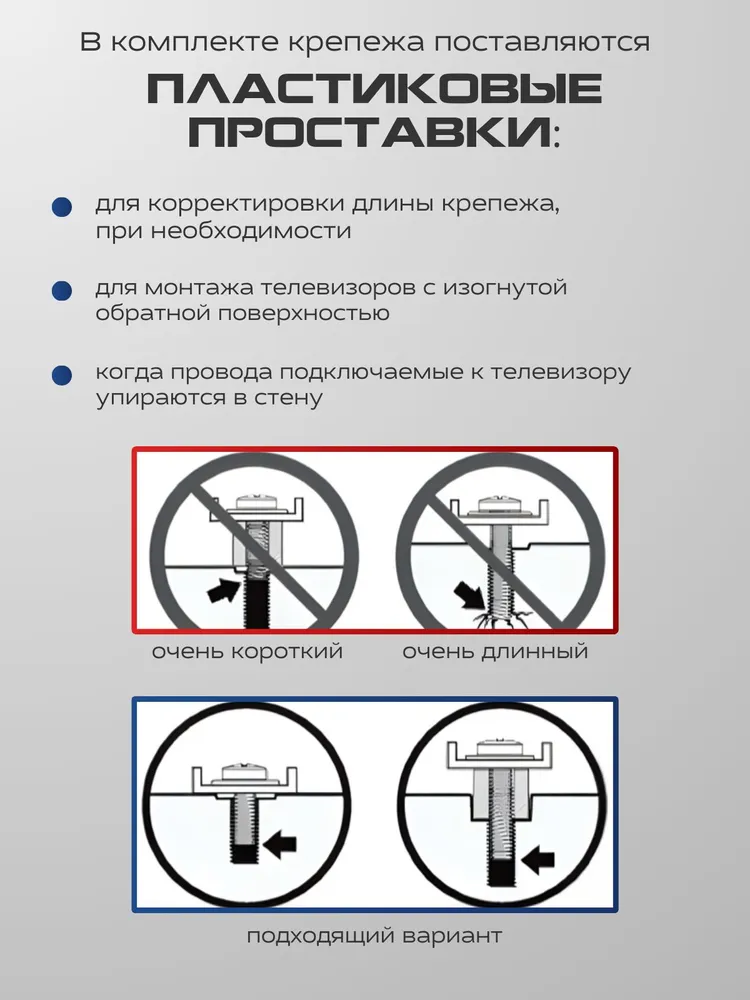 В комплекте крепежа поставляются
ПЛАСТИКОВЫЕ
ПРОСТАВКИ:
для корректировки длины крепежа,
при необходимости
для монтажа телевизоров с изогнутой
обратной поверхностью
когда провода подключаемые к телевизору
упираются в стену
очень короткий
очень длинный
подходящий вариант